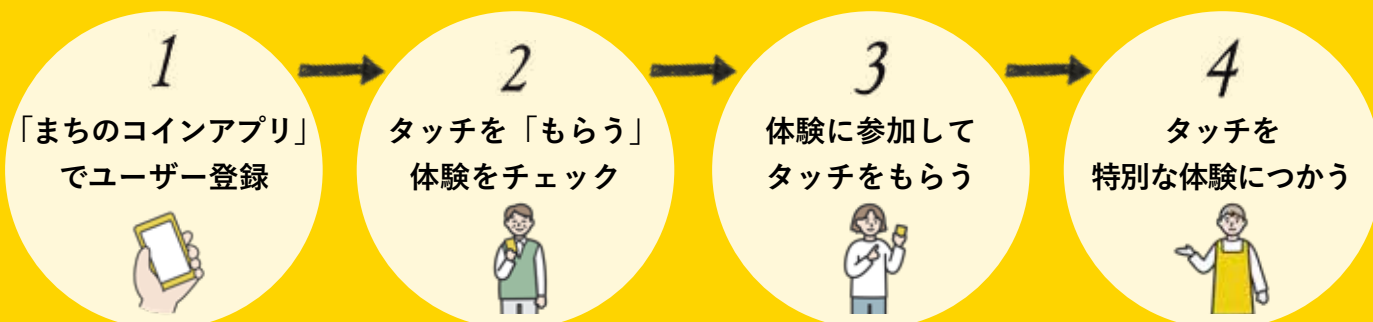 1
「まちのコインアプリ」
でユーザー登録
2
タッチを「もらう」
体験をチェック
3
体験に参加して
タッチをもらう
4
タッチを
特別な体験につかう